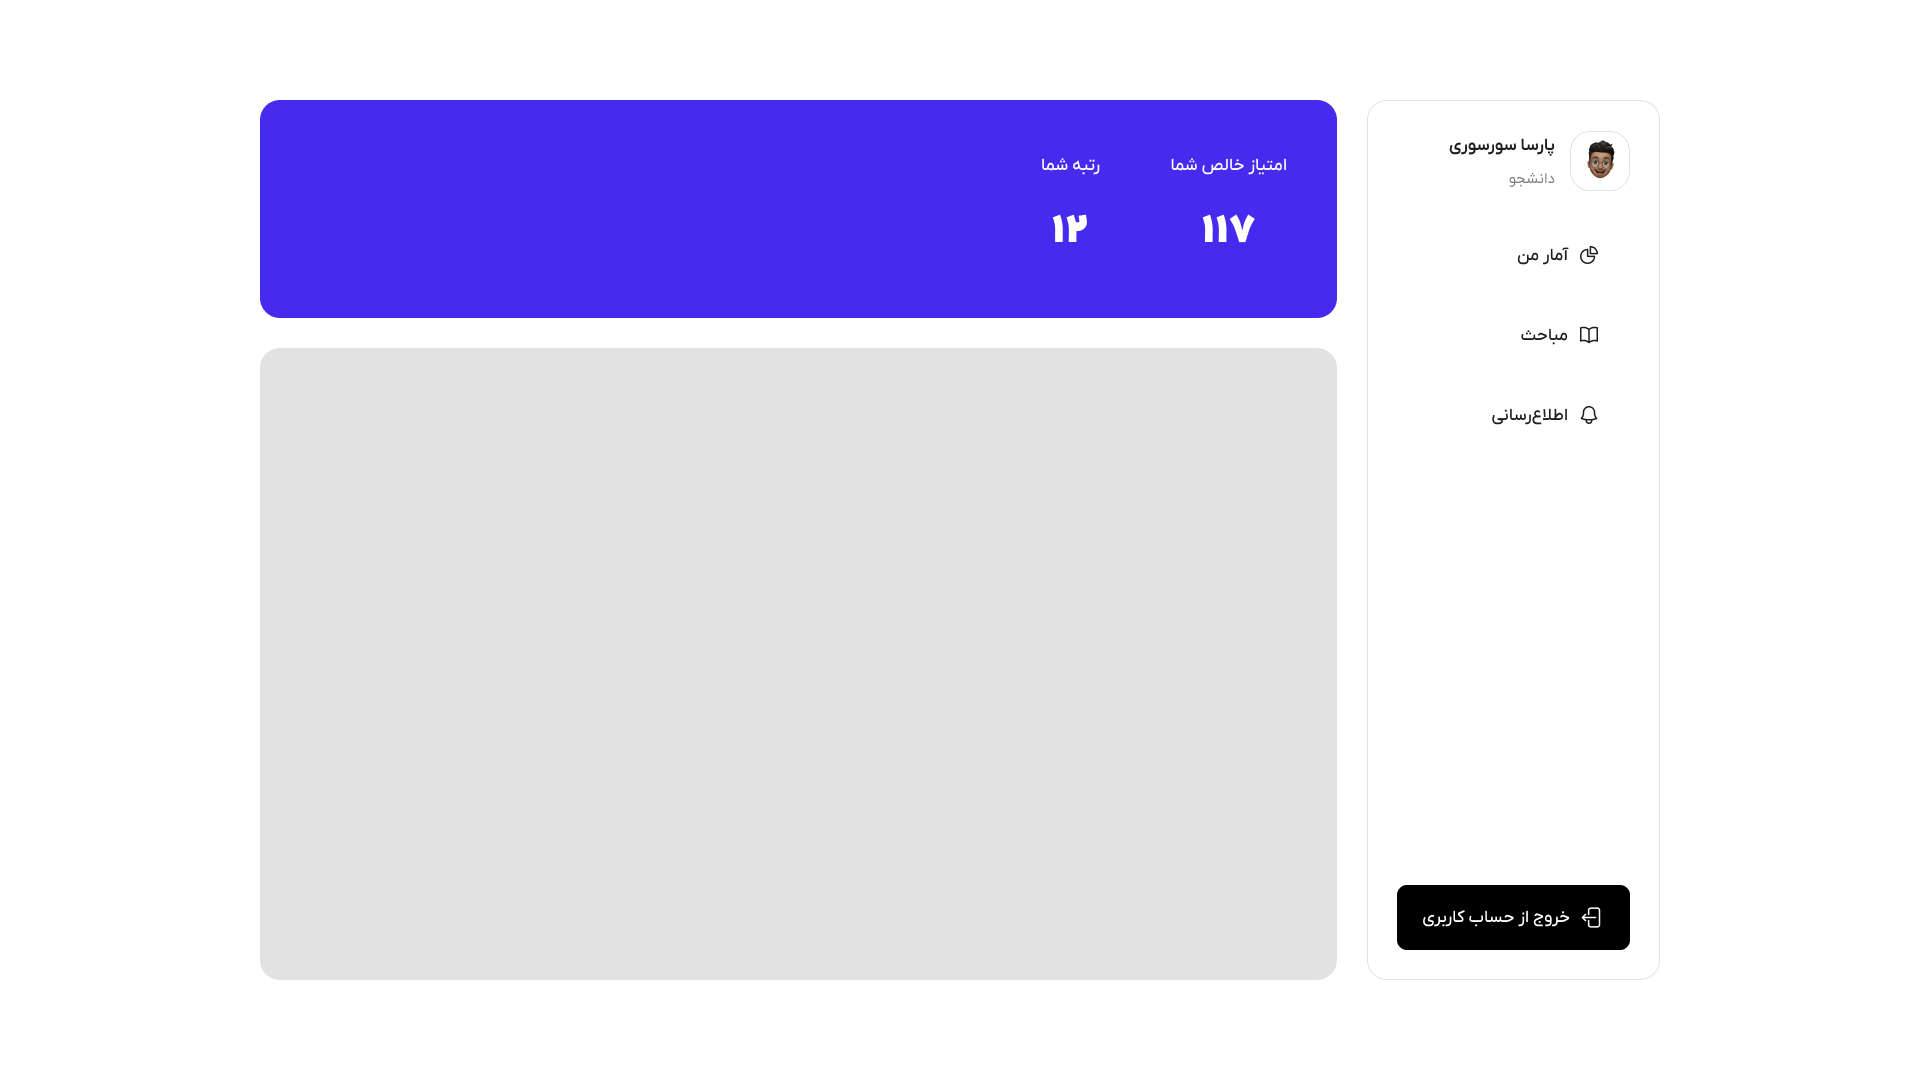 پارسا سورسوری
دانشجو
آمار من
مباحث
اطلاع‌رسانی
خروج از حساب کاربری
امتیاز خالص شما
۱۱۷
رتبه شما
۱۲